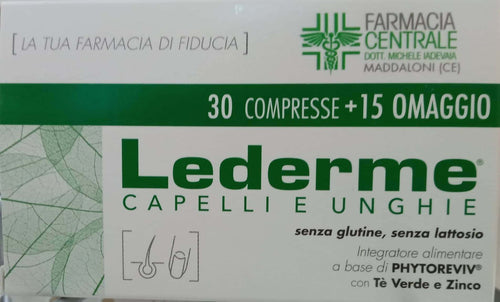 [LA TUA FARMACIA DI FIDUCIA]
FARMACIA
CENTRALE
DOTT. MICHELE IADEVAIA
MADDALONI (CE)
30 COMPRESSE +15 OMAGGIO
Lederme®
CAPELLI E UNGHIE
senza glutine, senza lattosio
Integratore alimentare
a base di PHYTOREVIV®
con Tè Verde e Zinco